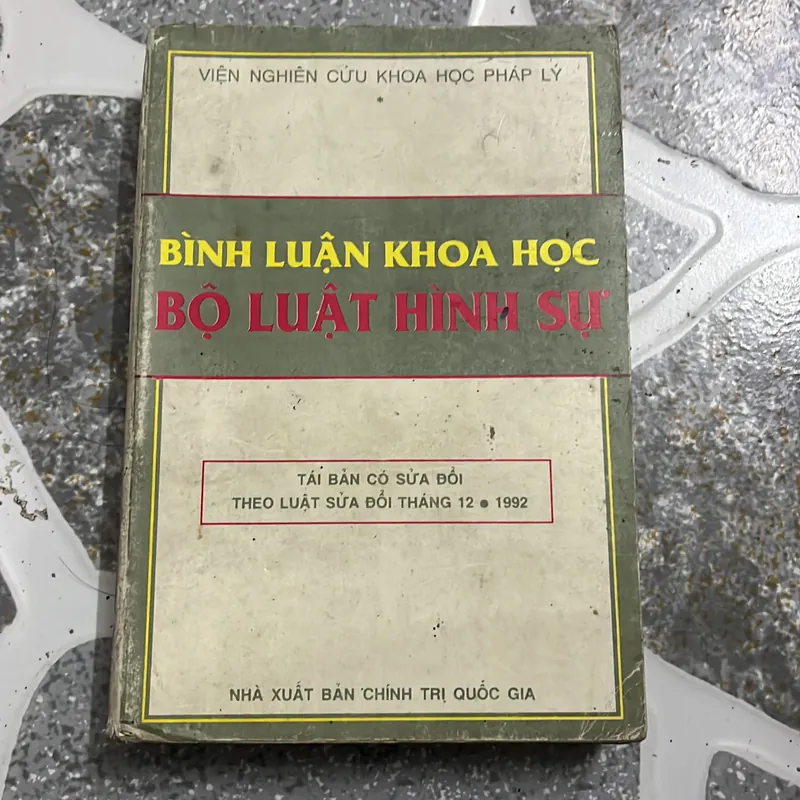 VIỆN NGHIÊN CỨU KHOA HỌC PHÁP LÝ
*
BÌNH LUẬN KHOA HỌC
BỘ LUẬT HÌNH SỰ
TÁI BẢN CÓ SỬA ĐỔI
THEO LUẬT SỬA ĐỔI THÁNG 12 ● 1992
NHÀ XUẤT BẢN CHÍNH TRỊ QUỐC GIA